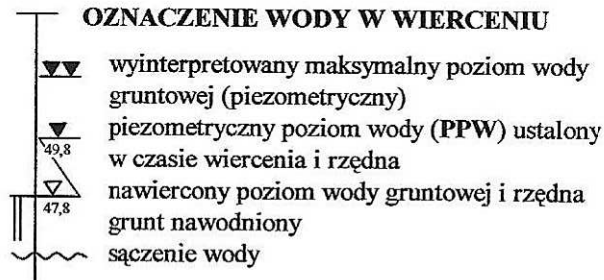 OZNACZENIE WODY W WIERCENIU
wyinterpretowany maksymalny poziom wody
gruntowej (piezometryczny)
piezometryczny poziom wody (PPW) ustalony
49,8
w czasie wiercenia i rzędna
nawiercony poziom wody gruntowej i rzędna
47,8
grunt nawodniony
sączenie wody